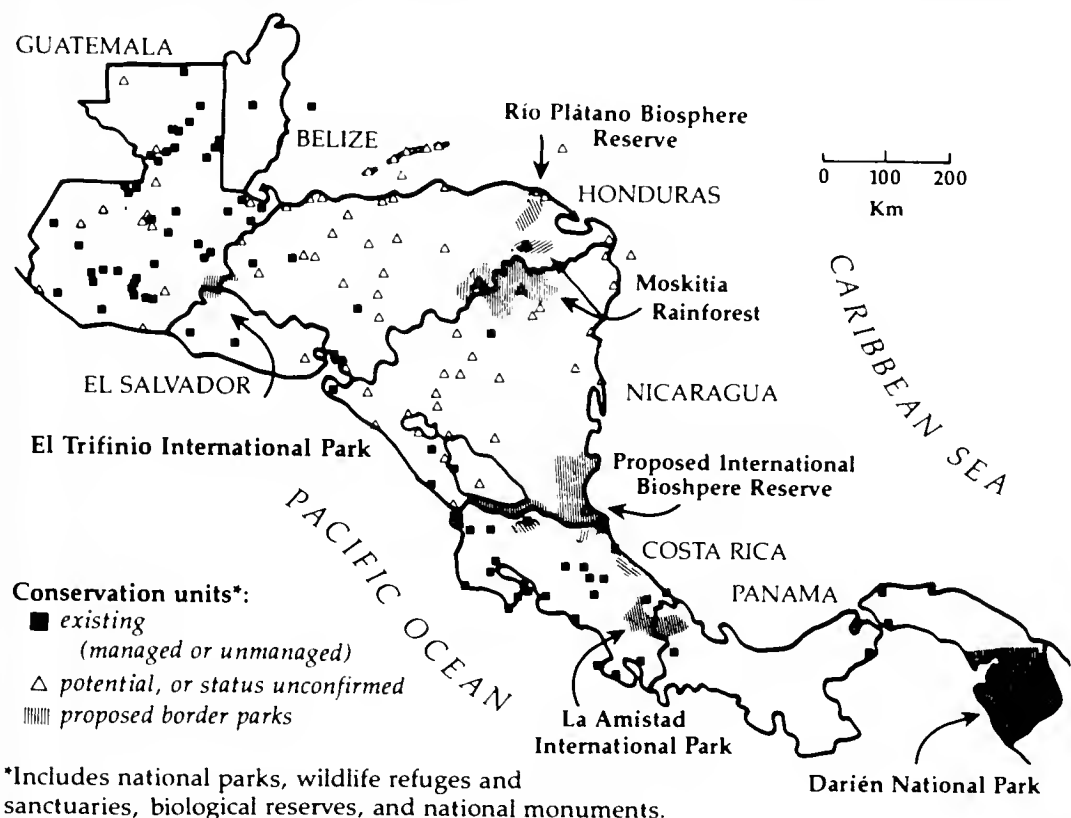 GUATEMALA
BELIZE
Río Plátano Biosphere
Reserve
HONDURAS
0 100 200
Km
Moskitia
Rainforest
CARIBBEAN SEA
EL SALVADOR
NICARAGUA
El Trifinio International Park
Proposed International
Bioshpere Reserve
PACIFIC OCEAN
COSTA RICA
PANAMA
Conservation units*:
existing
(managed or unmanaged)
potential, or status unconfirmed
proposed border parks
La Amistad
International Park
Darién National Park
*Includes national parks, wildlife refuges and
sanctuaries, biological reserves, and national monuments.